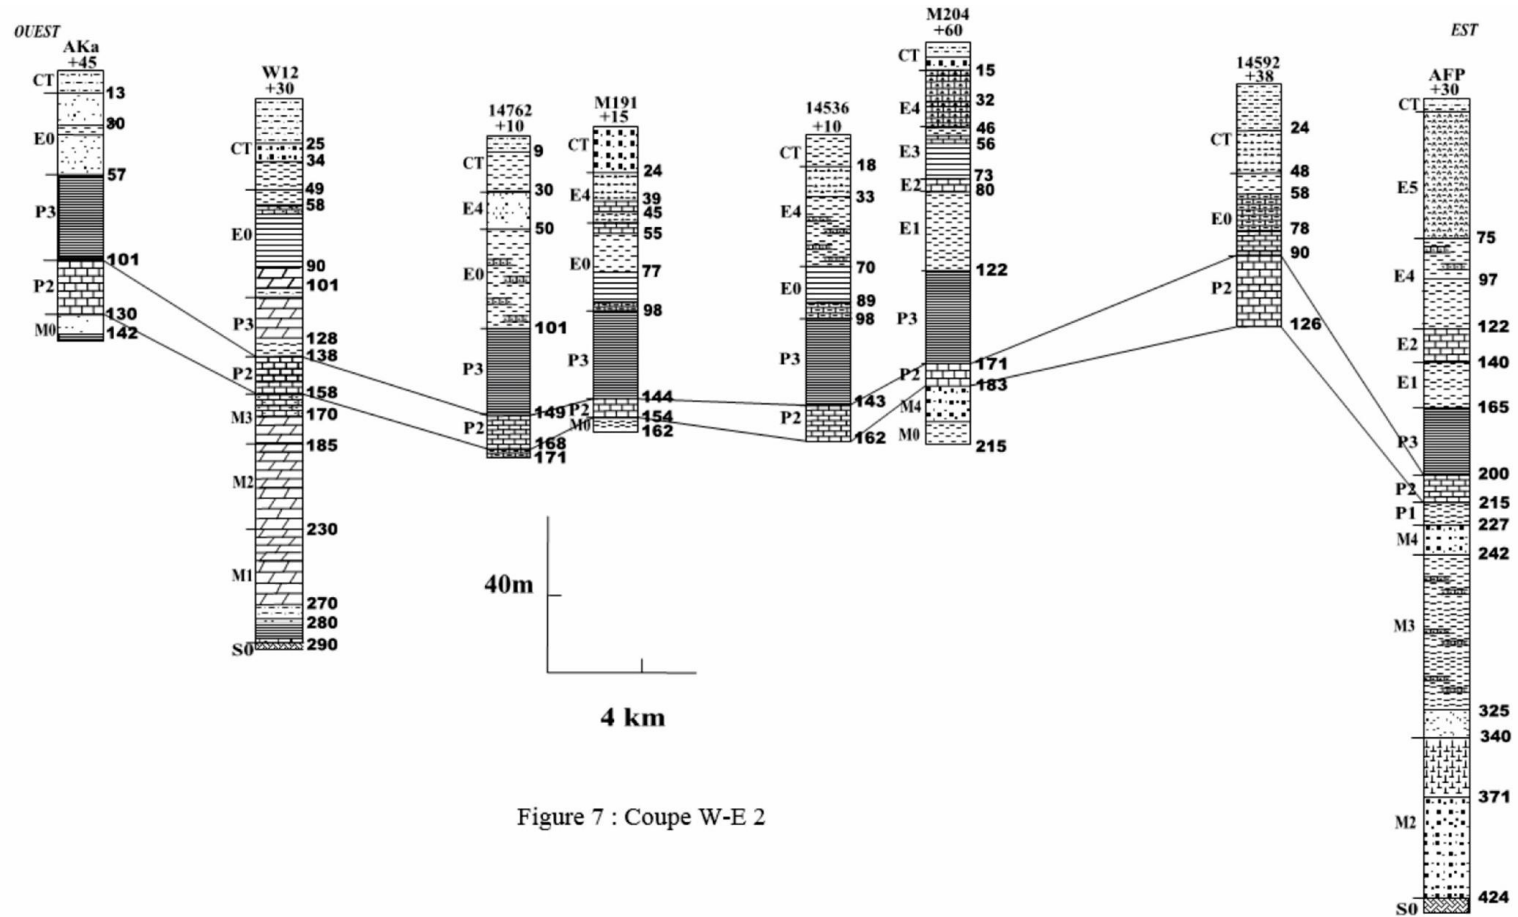 OUEST
EST
AKa
+45
CT
13
30
E0
57
P3
101
P2
130
M0
142
W12
+30
25
CT
34
49
58
E0
90
101
P3
128
138
P2
158
M3
170
185
M2
230
M1
270
280
S0
290
14762
+10
9
CT
30
E4
50
E0
101
P3
149
P2
168
171
M191
+15
CT
24
E4
39
45
55
E0
77
98
P3
144
P2
154
M0
162
14536
+10
CT
18
33
E4
70
E0
89
98
P3
143
P2
162
M204
+60
CT
15
32
E4
46
56
E3
73
E2
80
E1
122
P3
171
P2
183
M4
M0
215
14592
+38
24
CT
48
58
E0
78
90
P2
126
AFP
+30
CT
E5
75
E4
97
122
E2
140
E1
165
P3
200
P2
215
P1
227
M4
242
M3
325
340
371
M2
424
S0
40m
4 km
Figure 7 : Coupe W-E 2